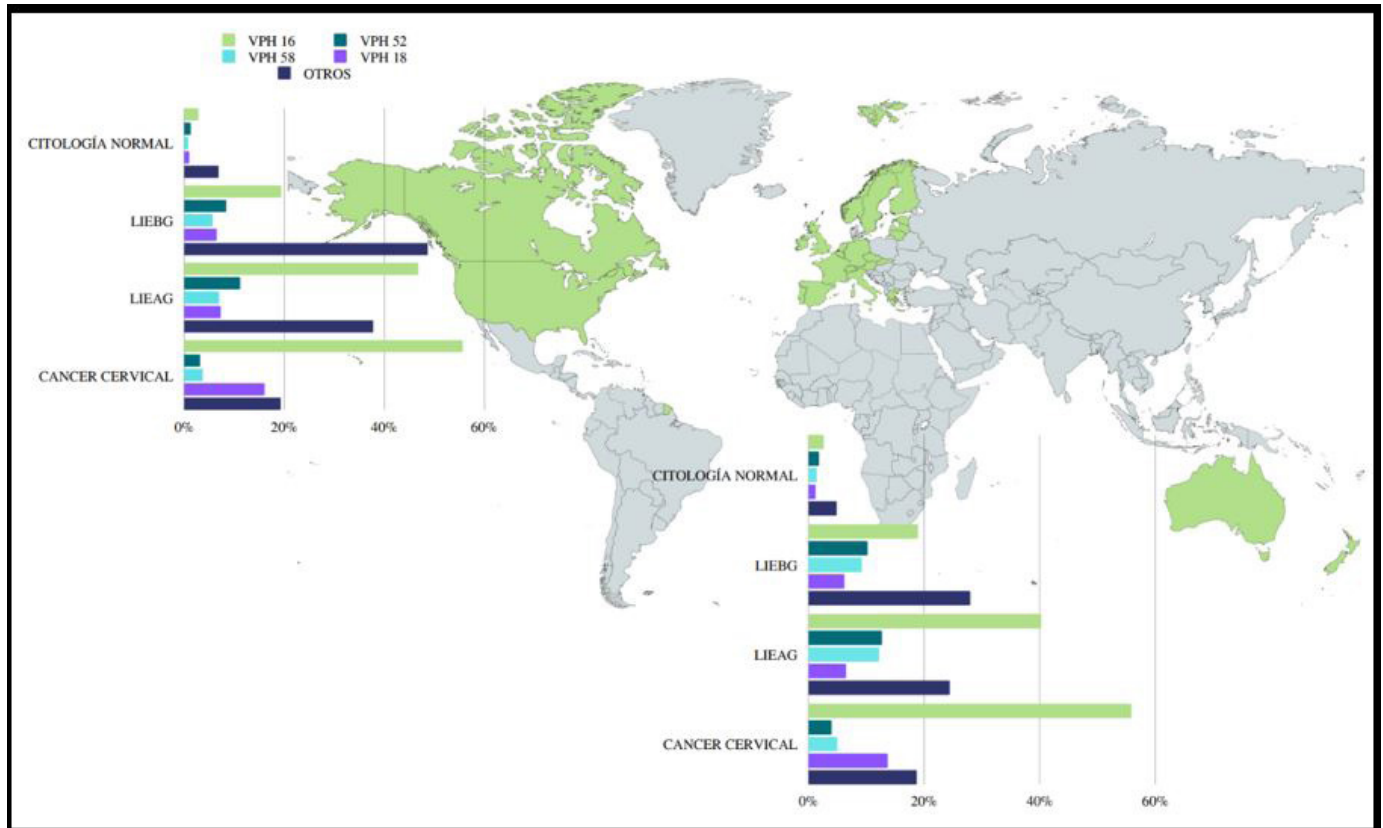 VPH 16 VPH 52
VPH 58 VPH 18
OTROS
CITOLOGÍA NORMAL
LIEBG
LIEAG
CANCER CERVICAL
0% 20% 40% 60%
CITOLOGÍA NORMAL
LIEBG
LIEAG
CANCER CERVICAL
0% 20% 40% 60%